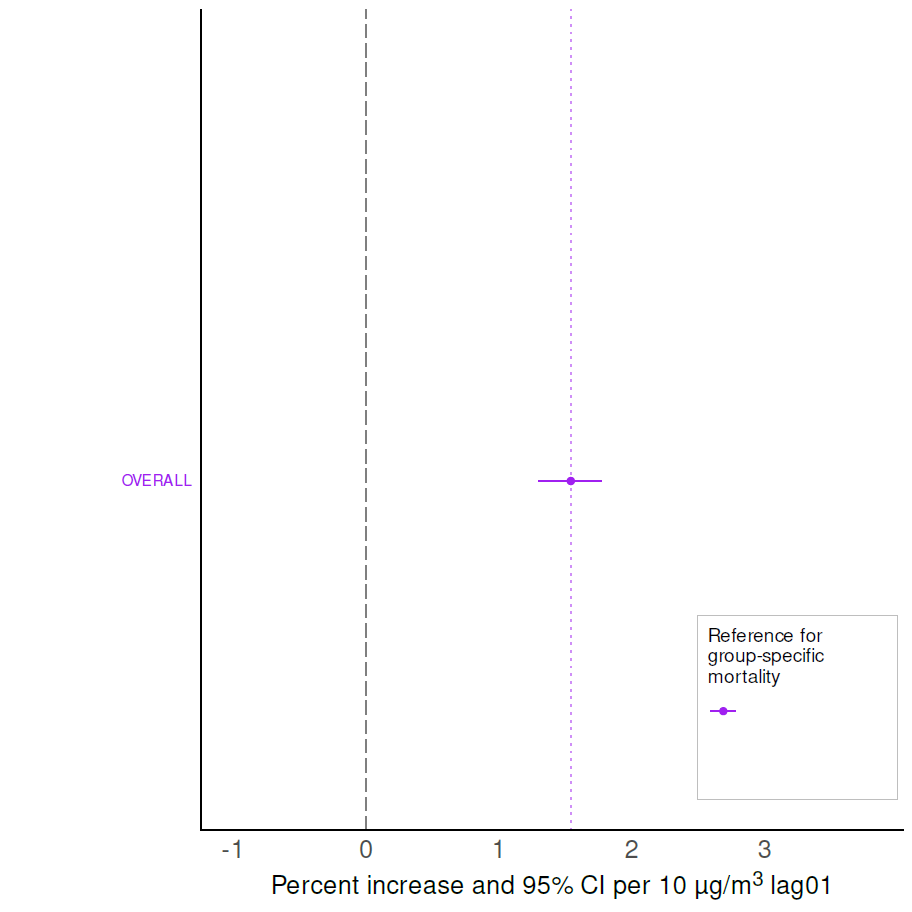 OVERALL
Reference for
group-specific
mortality
-1 0 1 2 3
Percent increase and 95% CI per 10 µg/m³ lag01